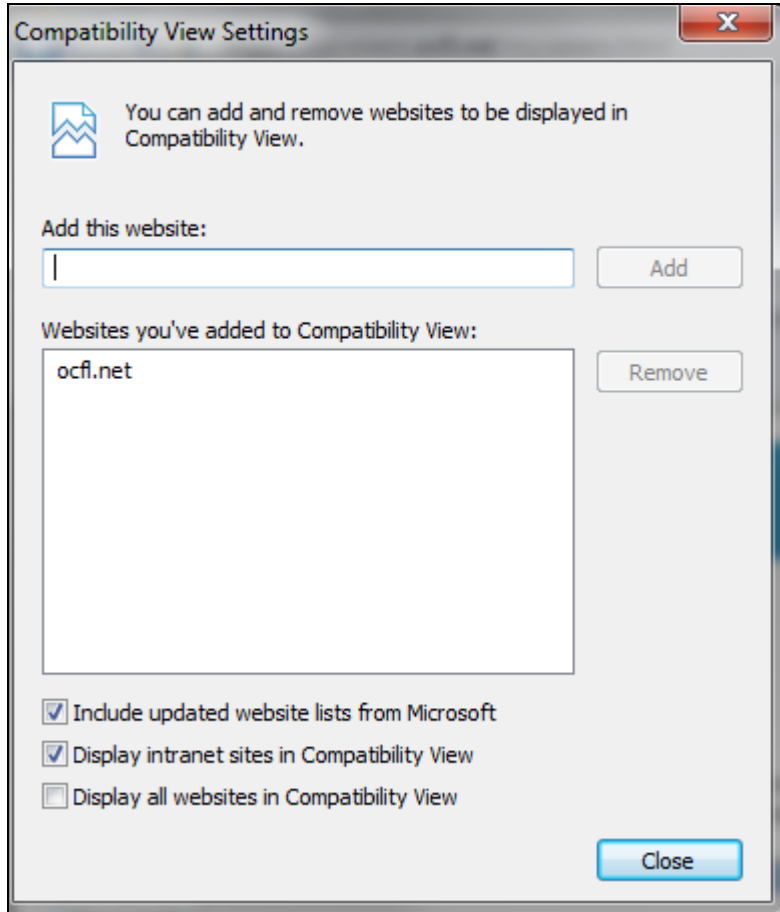 Compatibility View Settings
You can add and remove websites to be displayed in
Compatibility View.
Add this website:
Add
Websites you've added to Compatibility View:
ocfl.net
Remove
Include updated website lists from Microsoft
Display intranet sites in Compatibility View
Display all websites in Compatibility View
Close